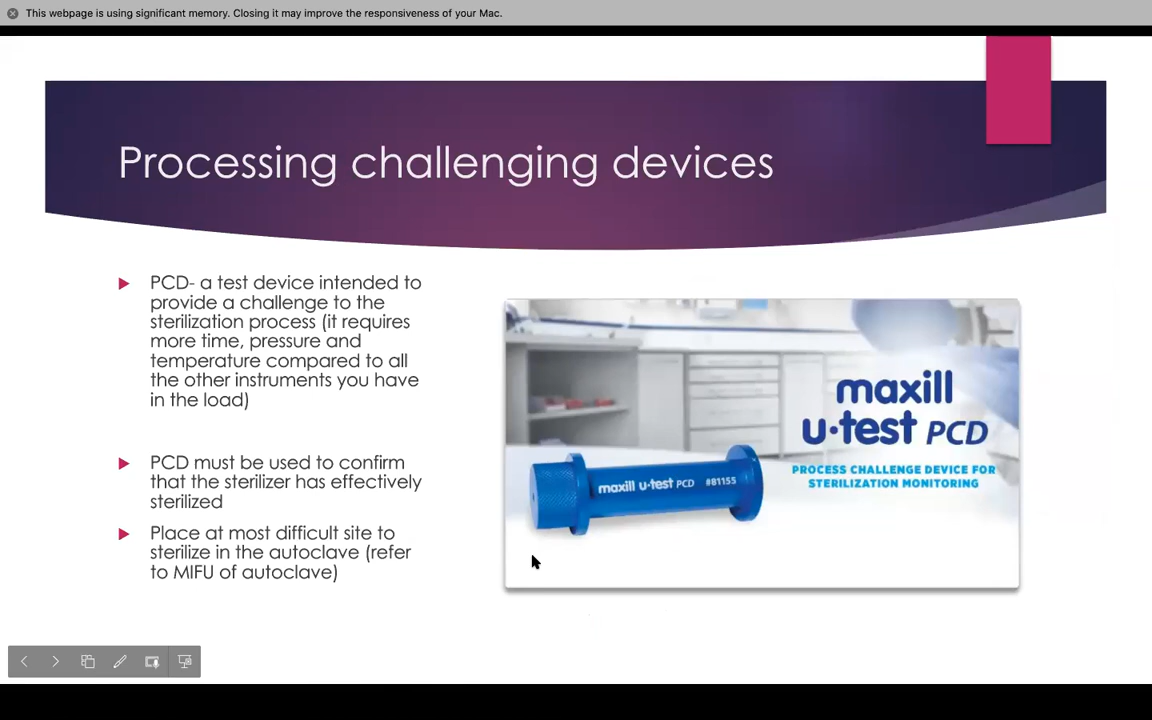 This webpage is using significant memory. Closing it may improve the responsiveness of your Mac.
Processing challenging devices
PCD- a test device intended to
provide a challenge to the
sterilization process (it requires
more time, pressure and
temperature compared to all
the other instruments you have
in the load)
PCD must be used to confirm
that the sterilizer has effectively
sterilized
Place at most difficult site to
sterilize in the autoclave (refer
to MIFU of autoclave)
maxill
u·test PCD
PROCESS CHALLENGE DEVICE FOR
STERILIZATION MONITORING
maxill u·test PCD #81155